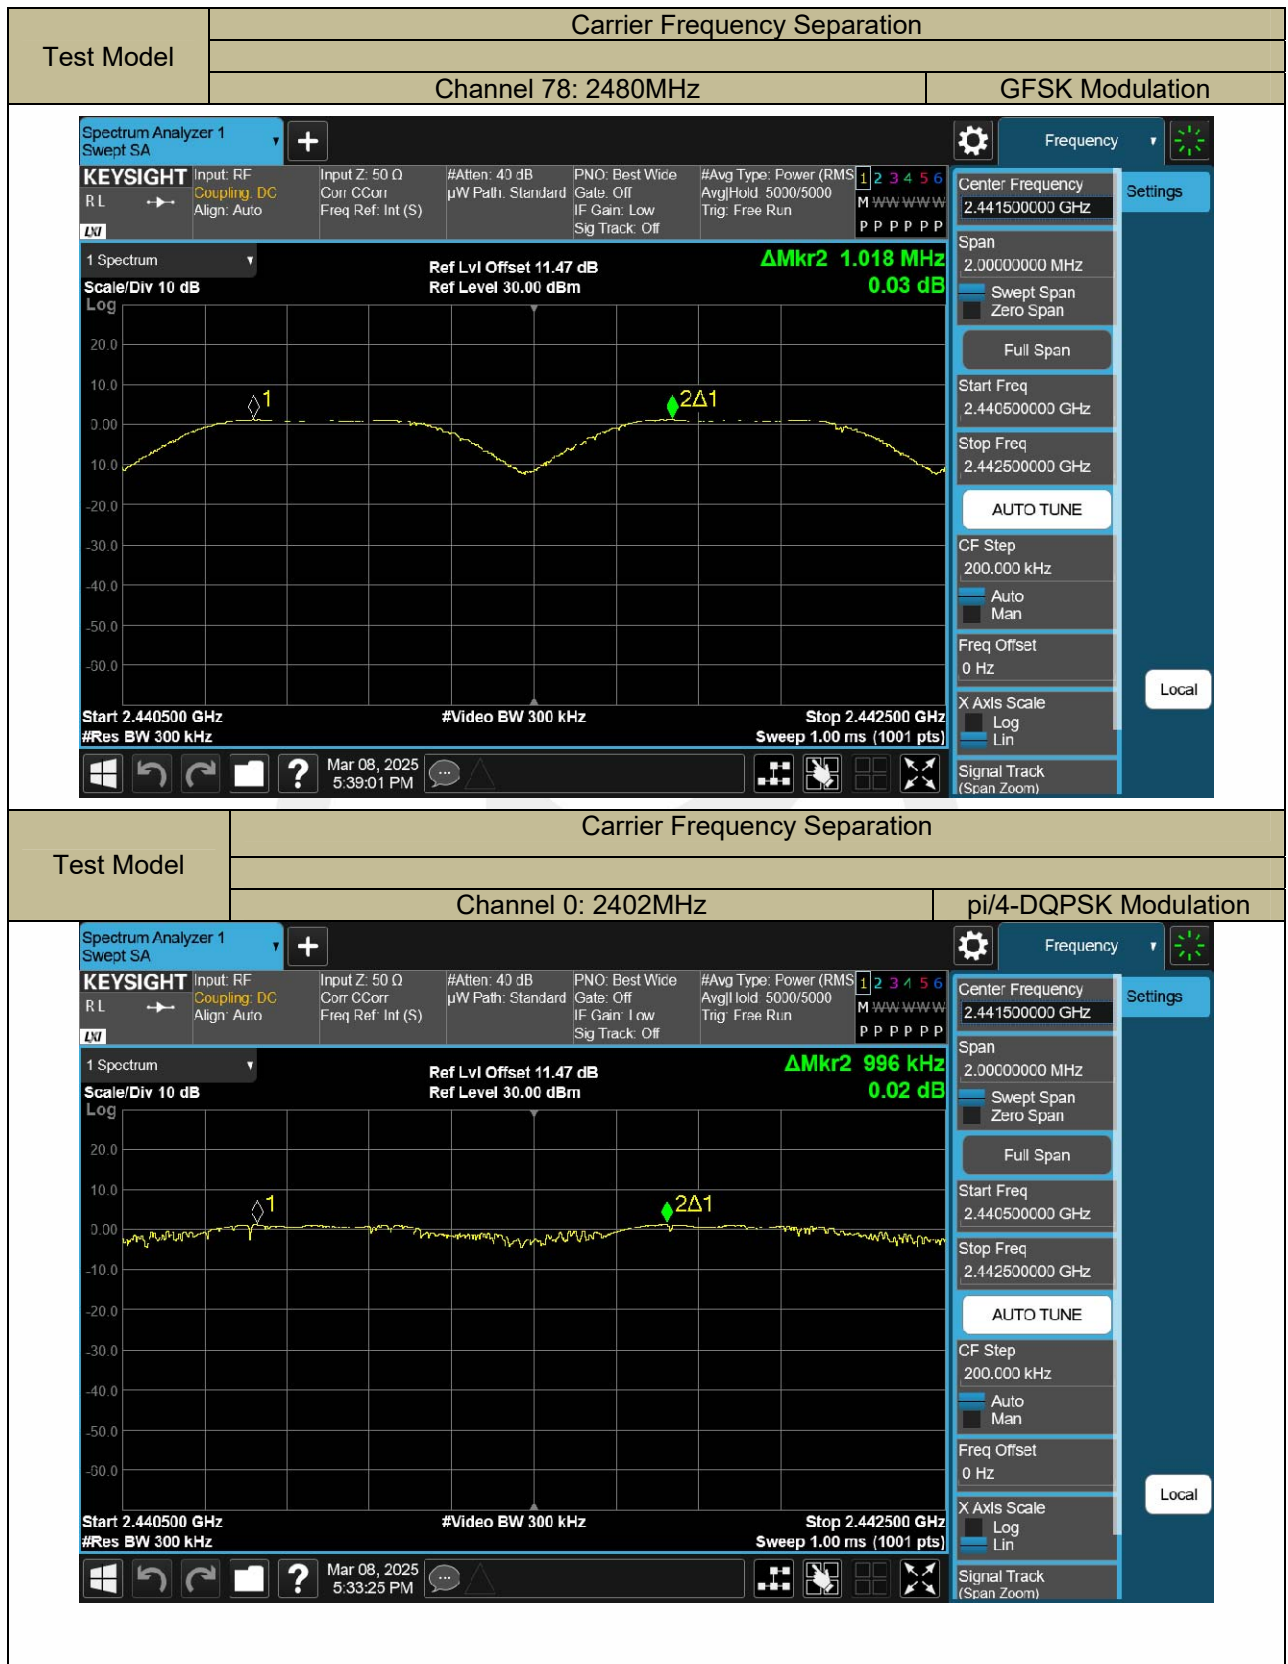 Test Model
Carrier Frequency Separation
Channel 78: 2480MHz
GFSK Modulation
Spectrum Analyzer 1
Swept SA
+
Frequency
KEYSIGHT
RL
LXI
Input: RF
Coupling: DC
Align: Auto
Input Z: 50 Ω
Corr CCorr
Freq Ref: Int (S)
#Atten: 40 dB
µW Path: Standard
PNO: Best Wide
Gate: Off
IF Gain: Low
Sig Track: Off
#Avg Type: Power (RMS
Avg|Hold: 5000/5000
Trig: Free Run
1 2 3 4 5 6
M W W W W W
P P P P P P
Center Frequency
2.441500000 GHz
Settings
1 Spectrum
Scale/Div 10 dB
Log
Ref Lvl Offset 11.47 dB
Ref Level 30.00 dBm
ΔMkr2 1.018 MHz
0.03 dB
Span
2.00000000 MHz
Swept Span
Zero Span
Full Span
Start Freq
2.440500000 GHz
Stop Freq
2.442500000 GHz
AUTO TUNE
CF Step
200.000 kHz
Auto
Man
Freq Offset
0 Hz
X Axis Scale
Log
Lin
Signal Track
(Span Zoom)
Local
20.0
10.0
0.00
10.0
-20.0
-30.0
-40.0
-50.0
1
2Δ1
Start 2.440500 GHz
#Res BW 300 kHz
#Video BW 300 kHz
Stop 2.442500 GHz
Sweep 1.00 ms (1001 pts)
?
Mar 08, 2025
5:39:01 PM
Test Model
Carrier Frequency Separation
Channel 0: 2402MHz
pi/4-DQPSK Modulation
Spectrum Analyzer 1
Swept SA
+
Frequency
KEYSIGHT
RL
LXI
Input: RF
Coupling: DC
Align: Auto
Input Z: 50 Ω
Corr CCorr
Freq Ref: Int (S)
#Atten: 40 dB
µW Path: Standard
PNO: Best Wide
Gate: Off
IF Gain: Low
Sig Track: Off
#Avg Type: Power (RMS
Avg|Hold: 5000/5000
Trig: Free Run
1 2 3 4 5 6
M W W W W W
P P P P P P
Center Frequency
2.441500000 GHz
Settings
1 Spectrum
Scale/Div 10 dB
Log
Ref Lvl Offset 11.47 dB
Ref Level 30.00 dBm
ΔMkr2 996 kHz
0.02 dB
Span
2.00000000 MHz
Swept Span
Zero Span
Full Span
Start Freq
2.440500000 GHz
Stop Freq
2.442500000 GHz
AUTO TUNE
CF Step
200.000 kHz
Auto
Man
Freq Offset
0 Hz
X Axis Scale
Log
Lin
Signal Track
(Span Zoom)
Local
20.0
10.0
0.00
-10.0
-20.0
-30.0
-40.0
-50.0
1
2Δ1
Start 2.440500 GHz
#Res BW 300 kHz
#Video BW 300 kHz
Stop 2.442500 GHz
Sweep 1.00 ms (1001 pts)
?
Mar 08, 2025
5:33:25 PM